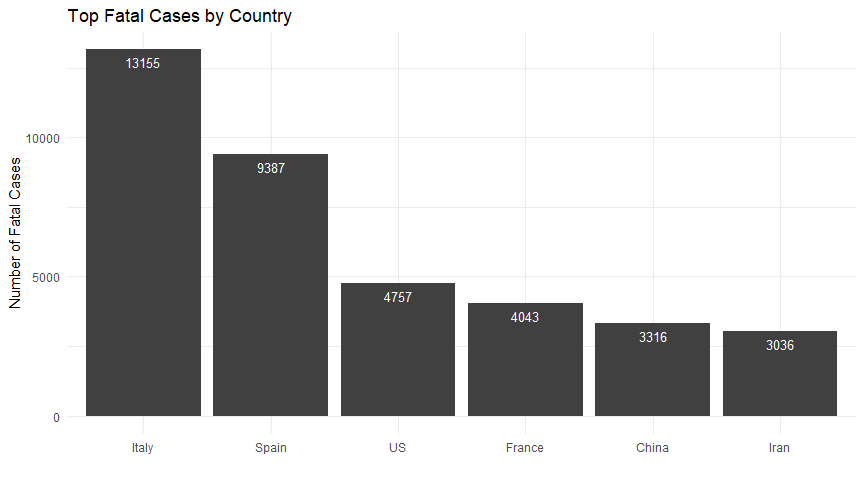 Top Fatal Cases by Country
Number of Fatal Cases
10000
5000
0
13155
9387
4757
4043
3316
3036
Italy
Spain
US
France
China
Iran